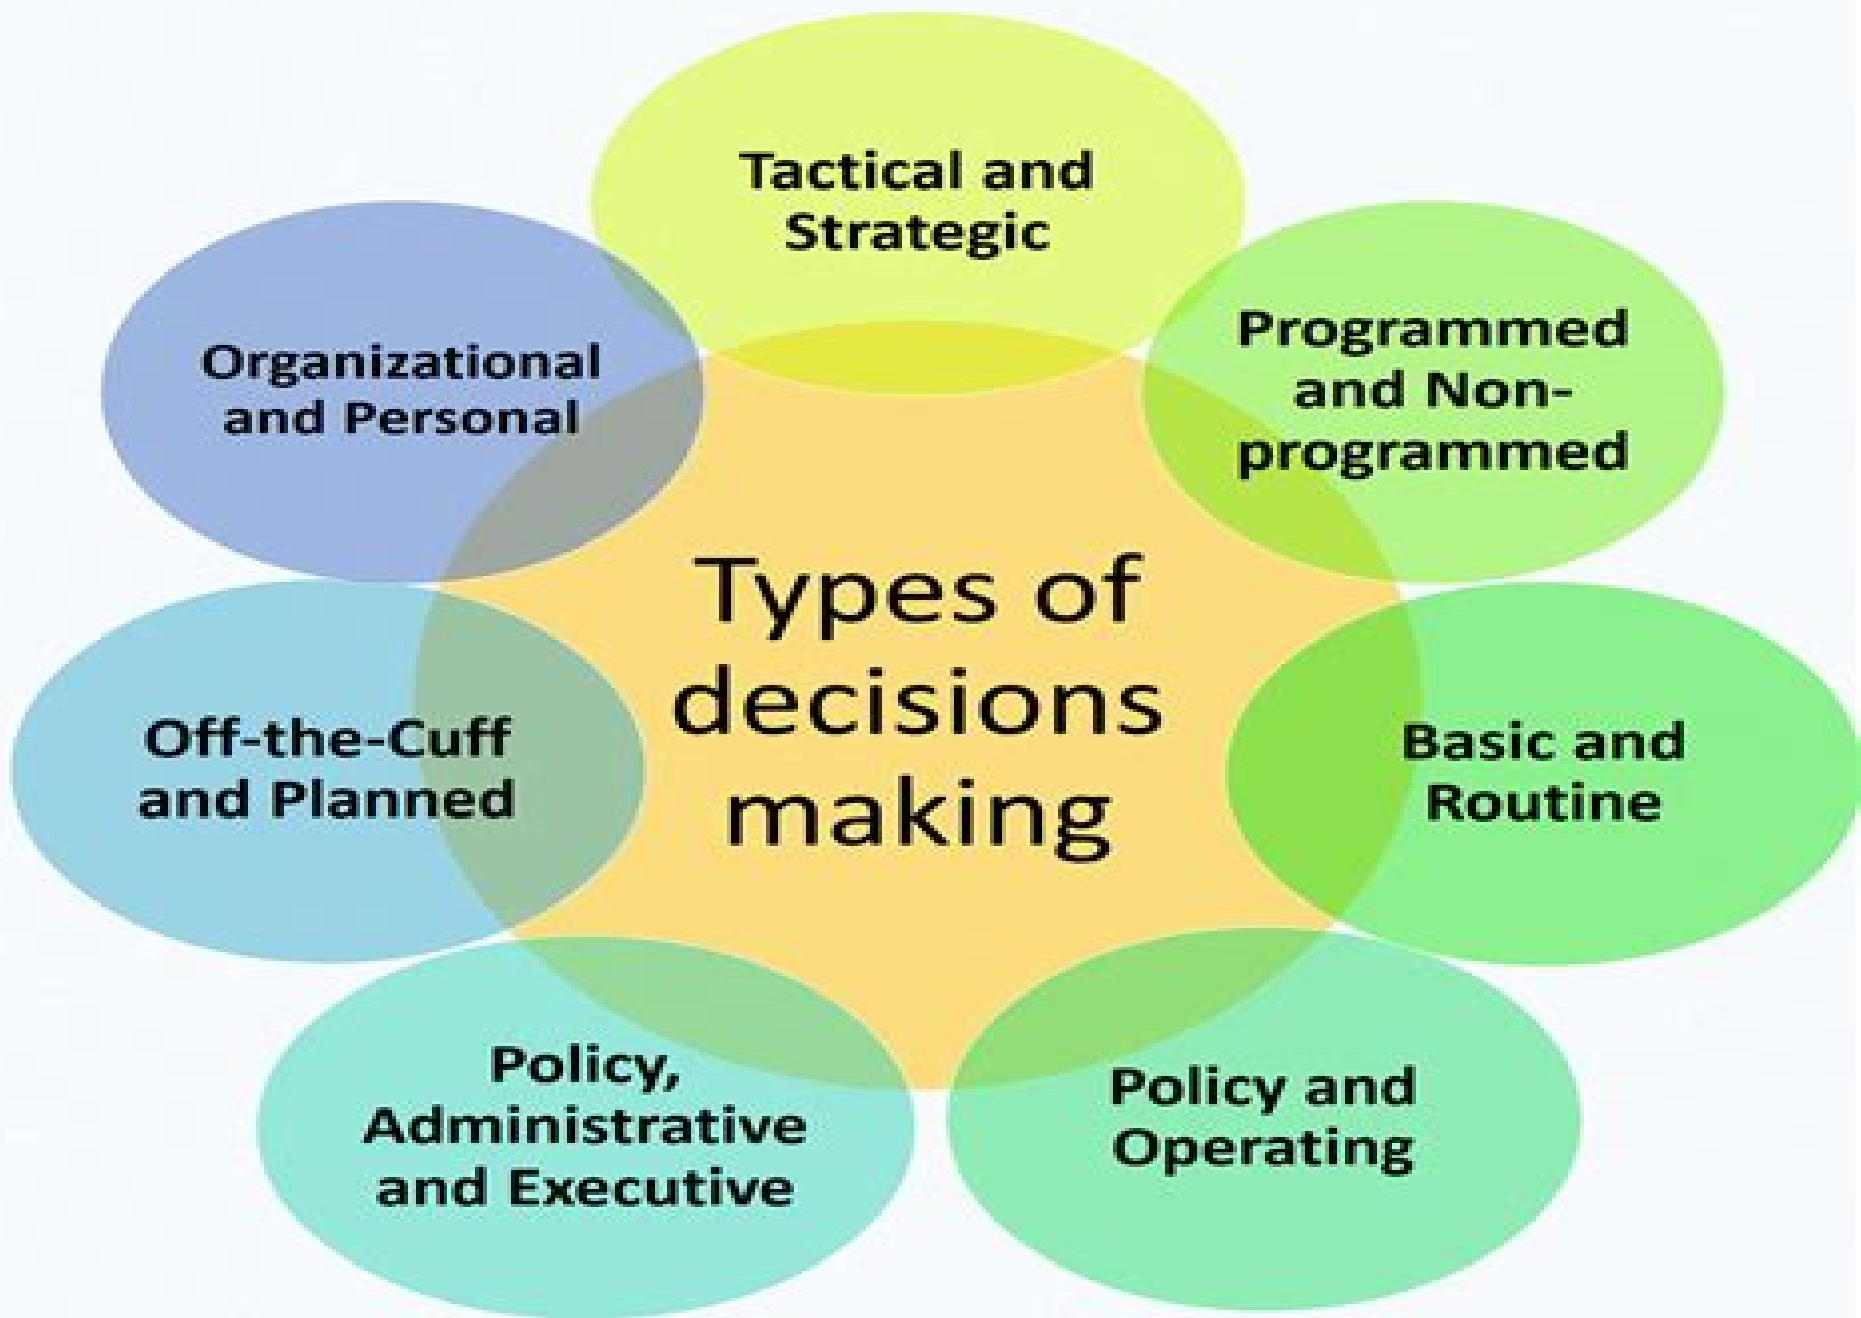 Tactical and
Strategic
Programmed
and Non-
programmed
Basic and
Routine
Policy and
Operating
Policy,
Administrative
and Executive
Off-the-Cuff
and Planned
Organizational
and Personal
Types of
decisions
making